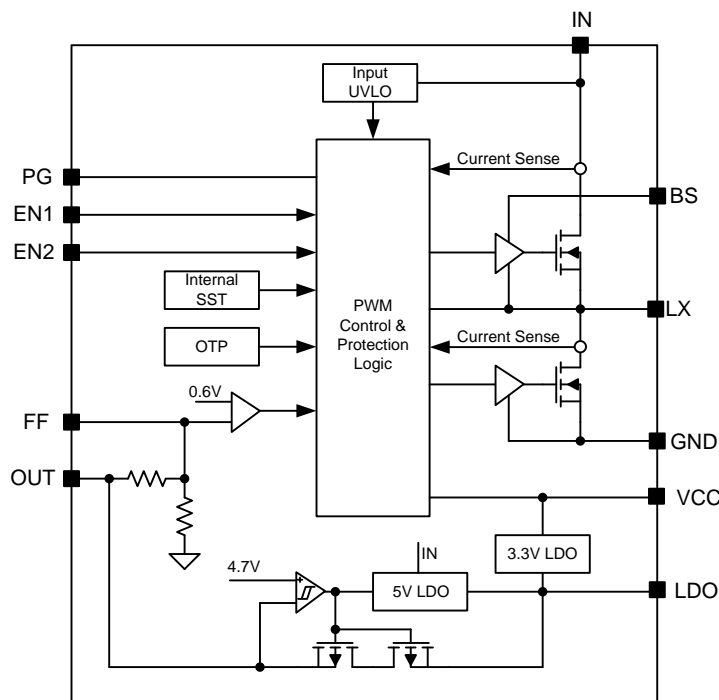 IN
Input
UVLO
Current Sense
PG
BS
EN1
EN2
Internal
SST
PWM
Control &
Protection
Logic
LX
OTP
Current Sense
0.6V
FF
GND
OUT
VCC
3.3V LDO
IN
4.7V
+
5V LDO
LDO